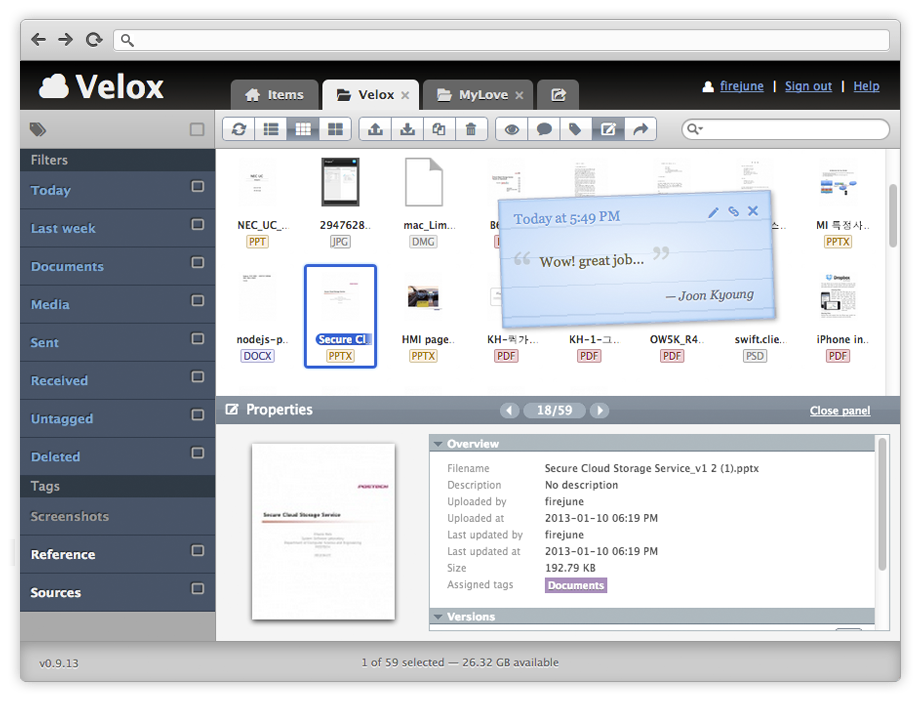 Velox
Items
Velox
MyLove
firejune | Sign out | Help
Filters
Today
Last week
Documents
Media
Sent
Received
Untagged
Deleted
Tags
Screenshots
Reference
Sources
NEC UC
NEC_UC_...
PPT
2947628..
JPG
mac_Lim..
DMG
MI 특정사..
PPTX
Today at 5:49 PM
“ Wow! great job... ”
— Joon Kyoung
nodejs-p..
DOCX
Secure Cl
PPTX
HMI page..
PPTX
KH-퀵가..
PDF
KH-1-그..
PDF
OW5K_R4..
PDF
swift.clie..
PSD
Dropbox
iPhone in..
PDF
Properties
18/59
Close panel
POSTECH
Secure Cloud Storage Service
Overview
Filename Secure Cloud Storage Service_v1 2 (1).pptx
Description No description
Uploaded by firejune
Uploaded at 2013-01-10 06:19 PM
Last updated by firejune
Last updated at 2013-01-10 06:19 PM
Size 192.79 KB
Assigned tags Documents
Versions
v0.9.13
1 of 59 selected — 26.32 GB available